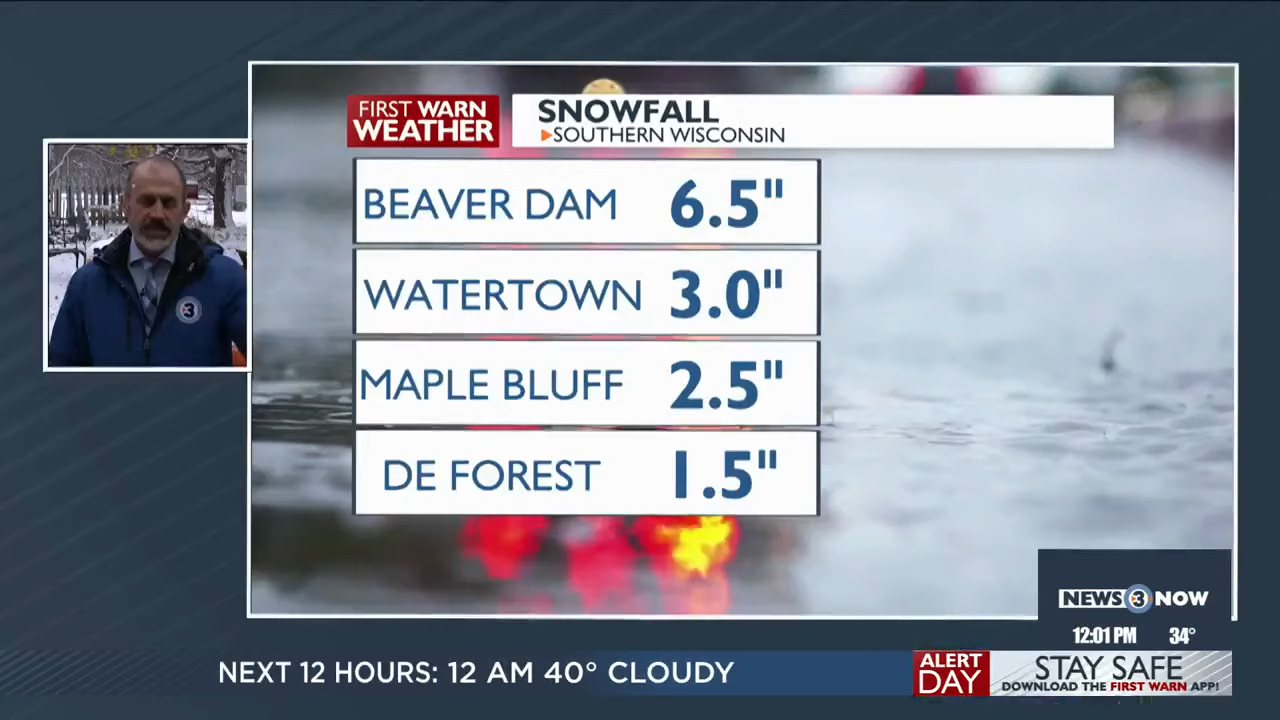 FIRST WARN
WEATHER
SNOWFALL
SOUTHERN WISCONSIN
BEAVER DAM 6.5"
WATERTOWN 3.0"
MAPLE BLUFF 2.5"
DE FOREST 1.5"
3
NEWS 3 NOW
12:01 PM 34°
NEXT 12 HOURS: 12 AM 40° CLOUDY
ALERT
DAY
STAY SAFE
DOWNLOAD THE FIRST WARN APP!